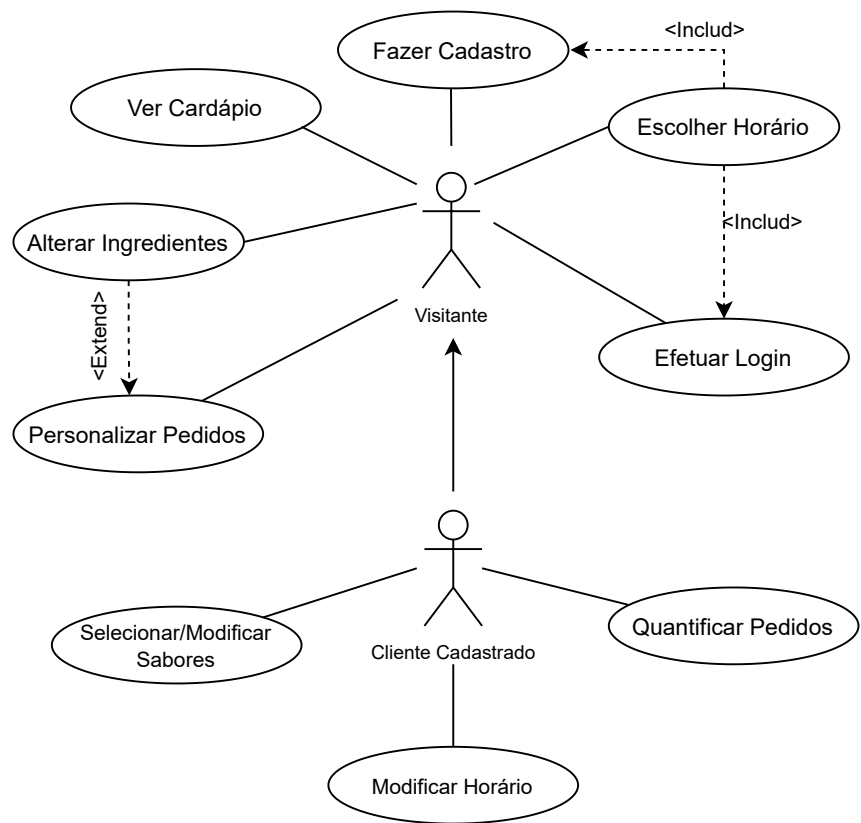 <Includ>
Fazer Cadastro
Ver Cardápio
Escolher Horário
<Includ>
Alterar Ingredientes
Visitante
<Extend>
Efetuar Login
Personalizar Pedidos
Selecionar/Modificar
Sabores
Quantificar Pedidos
Cliente Cadastrado
Modificar Horário